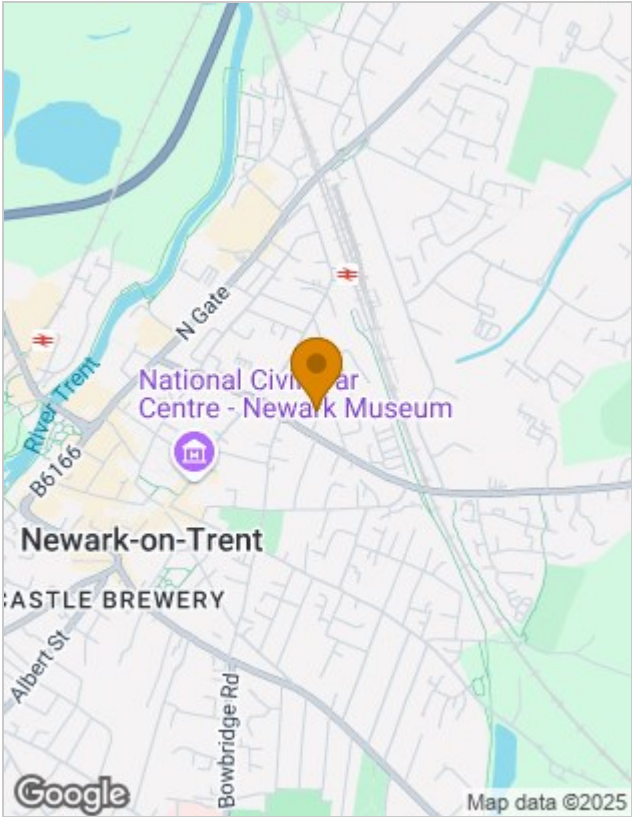 N Gate
National Civil War
Centre - Newark Museum
River Trent
B6166
Newark-on-Trent
CASTLE BREWERY
Albert St
Bowbridge Rd
Google
Map data ©2025